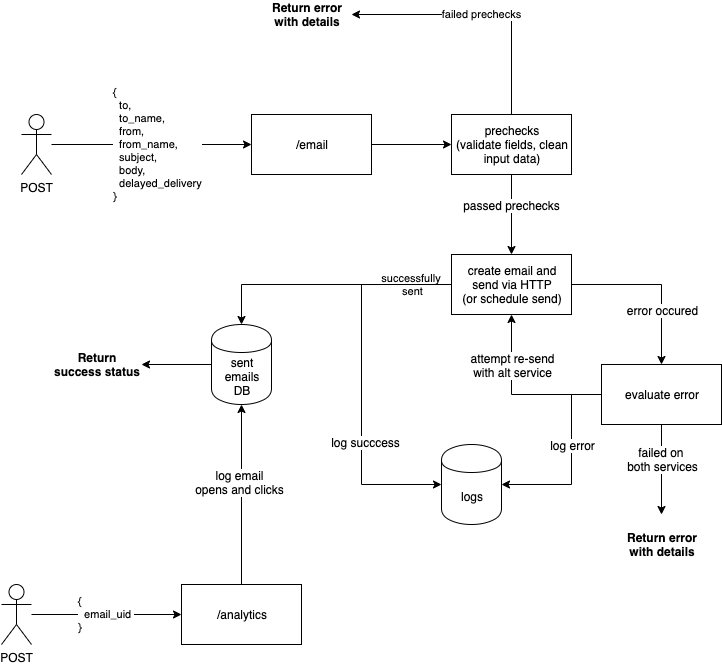 Return error
with details
failed prechecks
{
to,
to_name,
from,
from_name,
subject,
body,
delayed_delivery
}
POST
/email
prechecks
(validate fields, clean
input data)
passed prechecks
create email and
send via HTTP
(or schedule send)
successfully
sent
error occured
Return
success status
sent
emails
DB
attempt re-send
with alt service
evaluate error
log succcess
log error
failed on
both services
log email
opens and clicks
logs
Return error
with details
{
email_uid
}
/analytics
POST